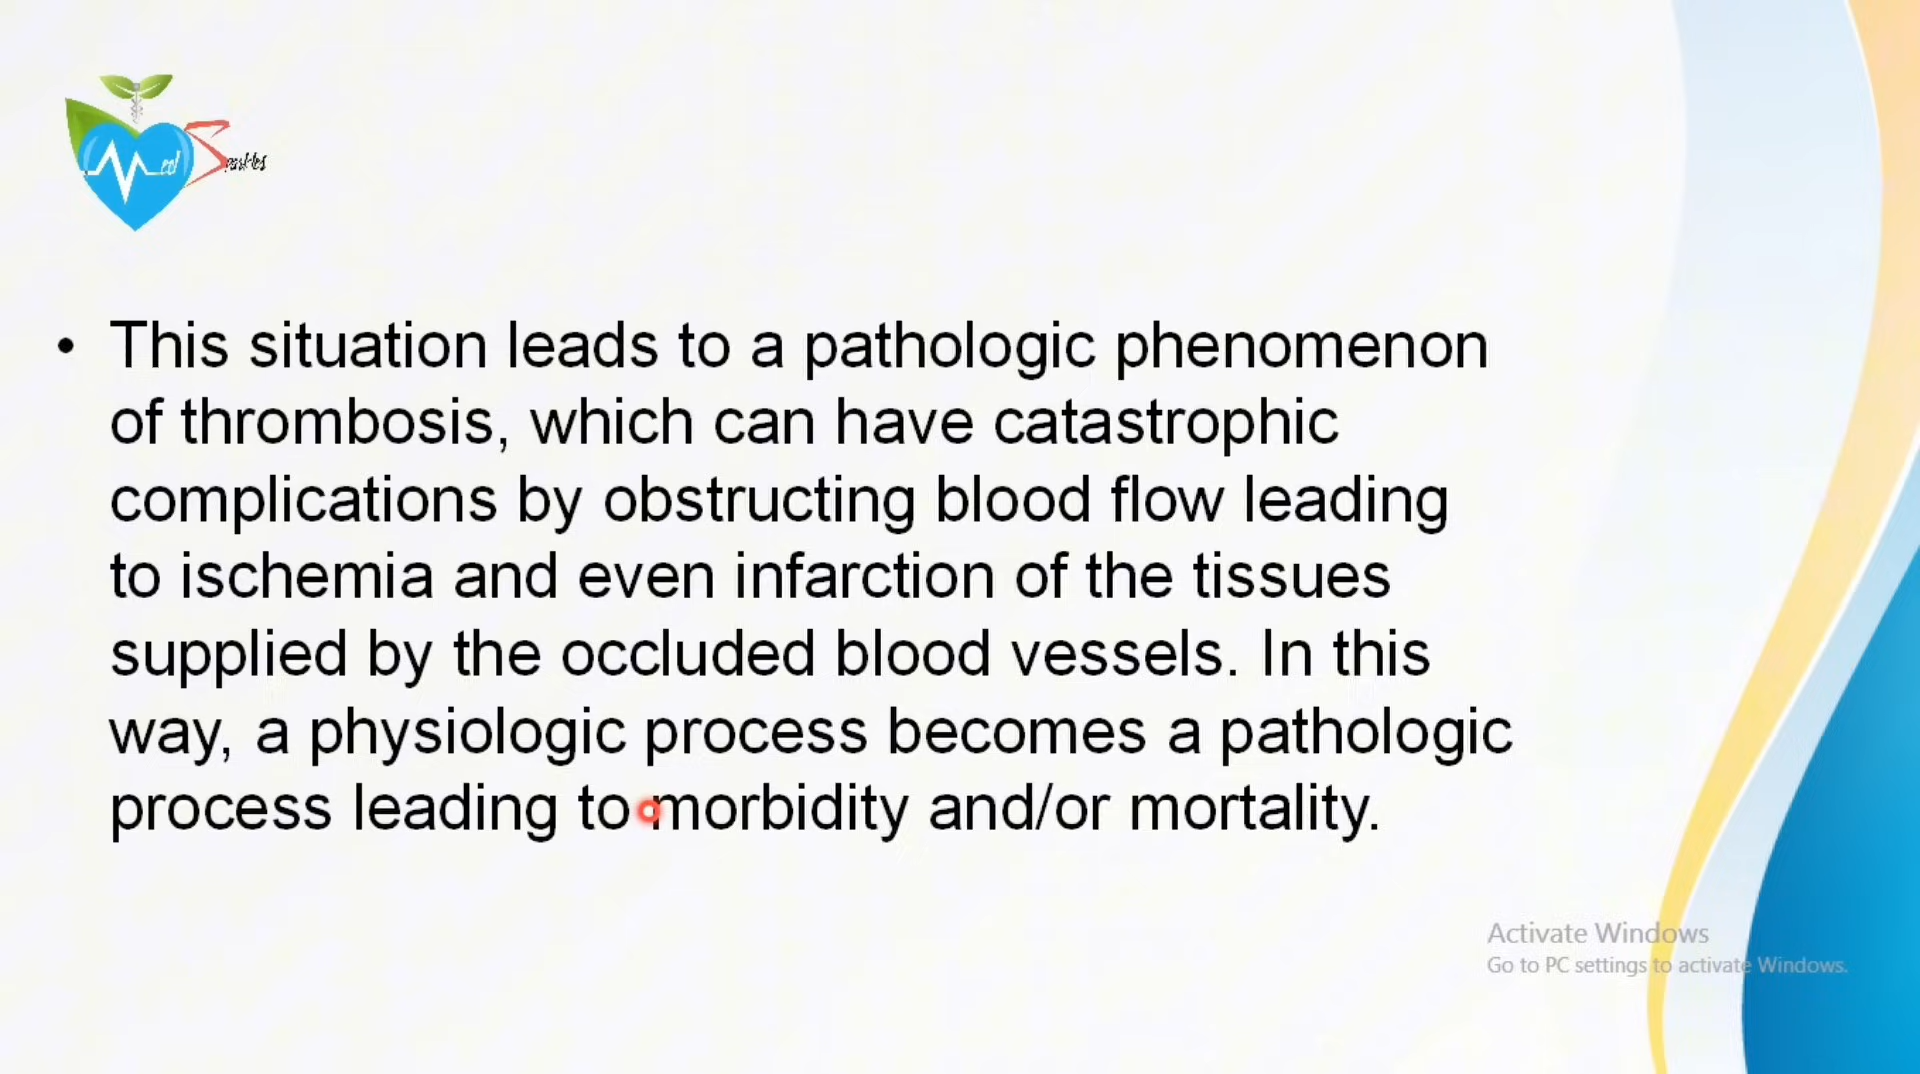 ed Sparkles
• This situation leads to a pathologic phenomenon
of thrombosis, which can have catastrophic
complications by obstructing blood flow leading
to ischemia and even infarction of the tissues
supplied by the occluded blood vessels. In this
way, a physiologic process becomes a pathologic
process leading to morbidity and/or mortality.
Activate Windows
Go to PC settings to activate Windows.